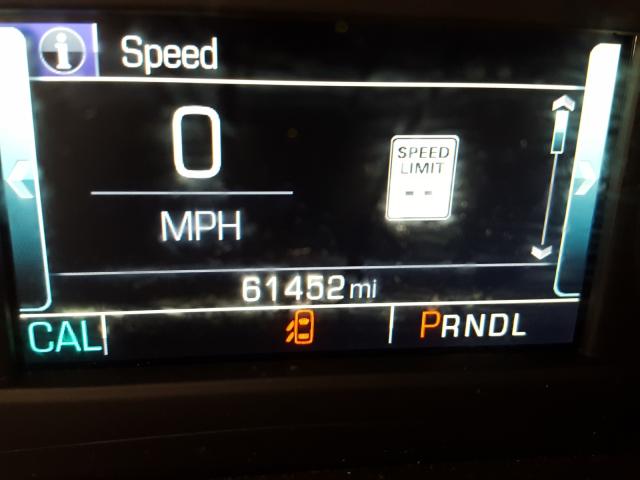 i Speed
0
SPEED
LIMIT
--
MPH
61452 mi
CAL PRNDL